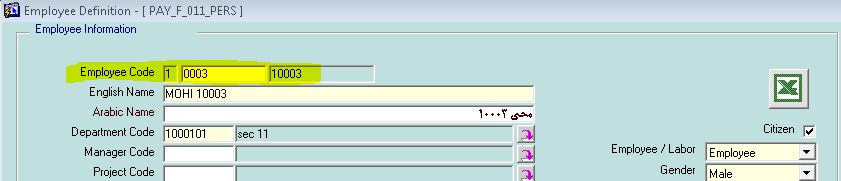 Employee Definition - [ PAY_F_011_PERS ]
Employee Information
Employee Code 1 0003 10003
English Name MOHI 10003
Arabic Name محى ١٠٠٠٣
Department Code 1000101 sec 11
Citizen
Manager Code
Employee / Labor Employee
Project Code
Gender Male